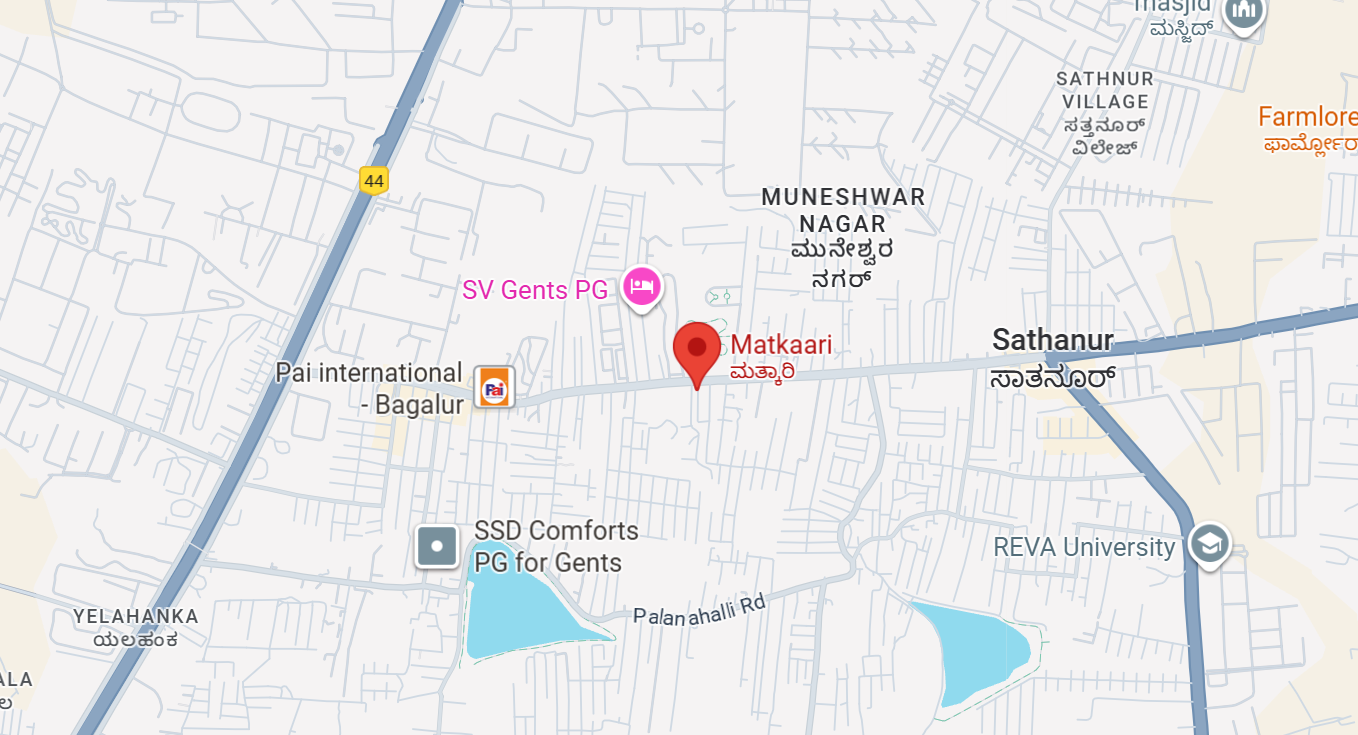 masjid
ಮಸ್ಜಿದ್
SATHNUR
VILLAGE
ಸತ್ತನೂರ್
ವಿಲೇಜ್
Farmlore
ಫಾರ್ಮ್ಲೋರ
44
MUNESHWAR
NAGAR
ಮುನೇಶ್ವರ
ನಗರ್
SV Gents PG
Matkaari
ಮತ್ಕಾರಿ
Sathanur
ಸಾತನೂರ್
Pai international
- Bagalur
Pai
SSD Comforts
PG for Gents
REVA University
Palanahalli Rd
YELAHANKA
ಯಲಹಂಕ
ALA
ಲ